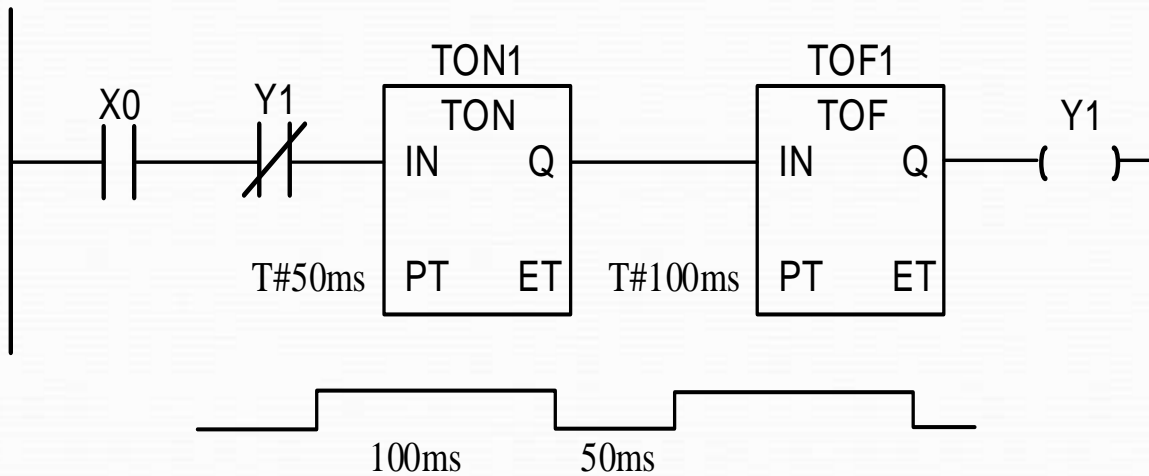 TON1
TOF1
X0
Y1
TON
TOF
Y1
IN
Q
IN
Q
T#50ms
PT
ET
T#100ms
PT
ET
100ms
50ms